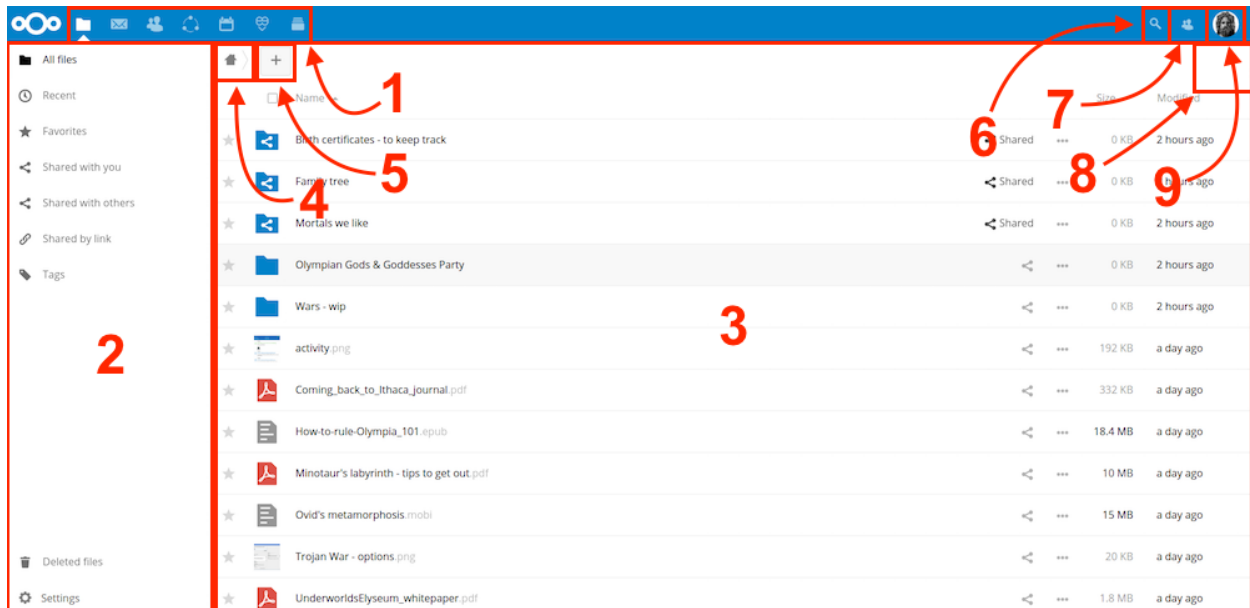 All files
Recent
Favorites
Shared with you
Shared with others
Shared by link
Tags
Deleted files
Settings
+
Name Size Modified
Birth certificates - to keep track Shared ... 0 KB 2 hours ago
Family tree Shared ... 0 KB hours ago
Mortals we like Shared ... 0 KB 2 hours ago
Olympian Gods & Goddesses Party ... 0 KB 2 hours ago
Wars - wip ... 0 KB 2 hours ago
activity.png ... 192 KB a day ago
Coming_back_to_Ithaca_journal.pdf ... 332 KB a day ago
How-to-rule-Olympia_101.epub ... 18.4 MB a day ago
Minotaur's labyrinth - tips to get out.pdf ... 10 MB a day ago
Ovid's metamorphosis.mobi ... 15 MB a day ago
Trojan War - options.png ... 20 KB a day ago
UnderworldsElyseum_whitepaper.pdf ... 1.8 MB a day ago
1
2
3
4
5
6
7
8
9